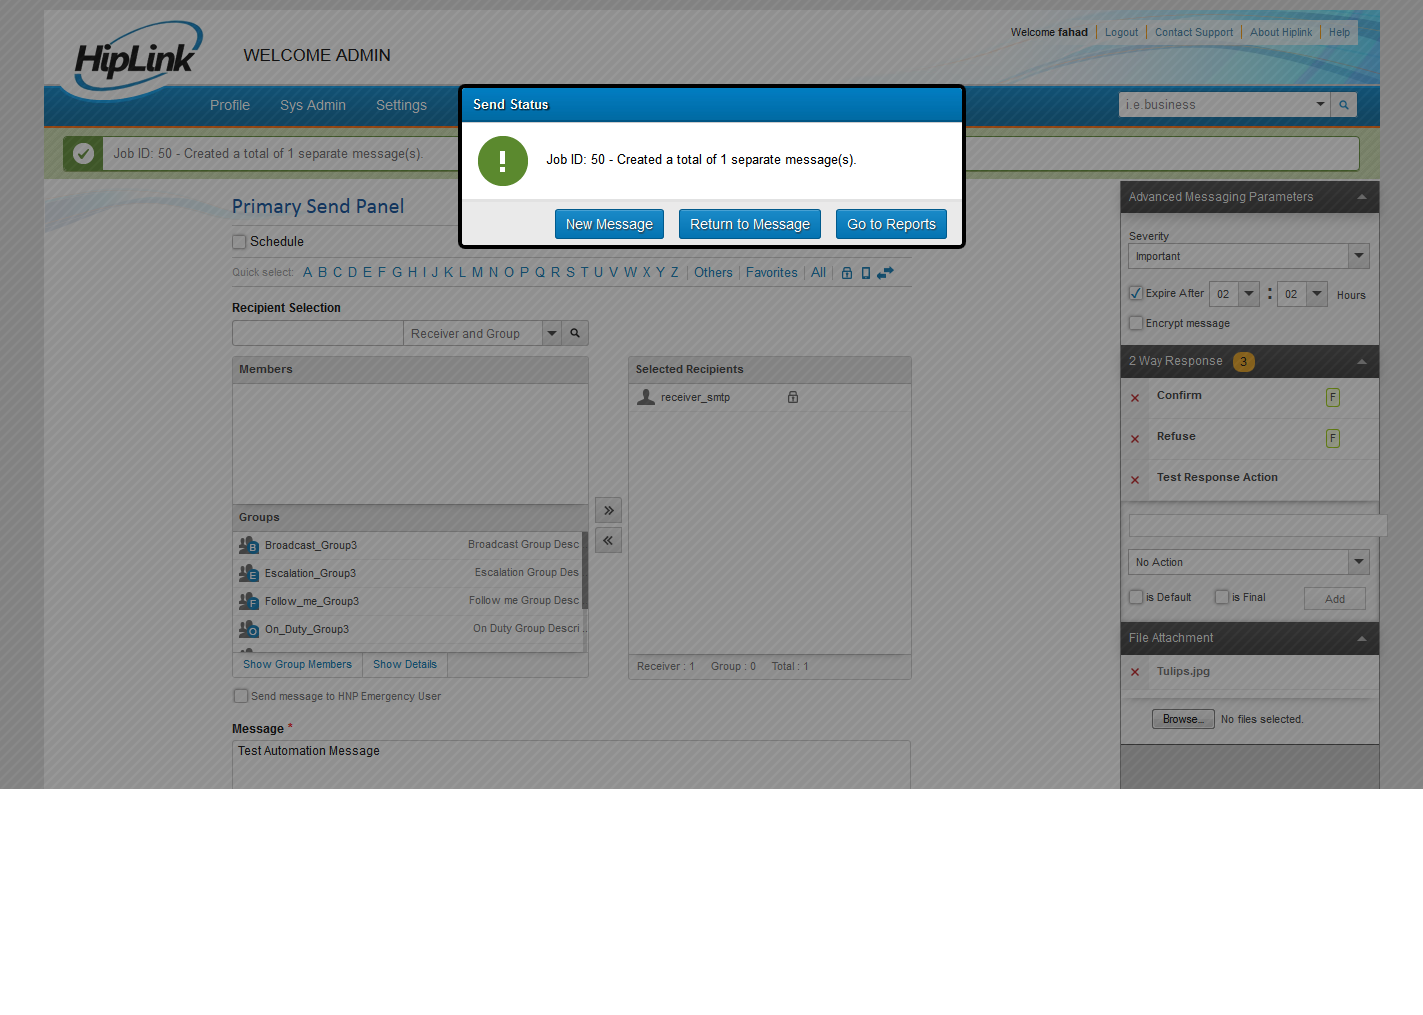 HipLink
WELCOME ADMIN
Welcome fahad Logout Contact Support About Hiplink Help
Profile Sys Admin Settings
i.e.business
Job ID: 50 - Created a total of 1 separate message(s).
Send Status
Job ID: 50 - Created a total of 1 separate message(s).
New Message Return to Message Go to Reports
Primary Send Panel
Schedule
Quick select: A B C D E F G H I J K L M N O P Q R S T U V W X Y Z Others Favorites All
Recipient Selection
Receiver and Group
Members
Groups
B Broadcast_Group3 Broadcast Group Desc
E Escalation_Group3 Escalation Group Des
F Follow_me_Group3 Follow me Group Desc
O On_Duty_Group3 On Duty Group Descri ..
Show Group Members Show Details
Selected Recipients
receiver_smtp
Receiver : 1 Group : 0 Total : 1
Send message to HNP Emergency User
Message *
Test Automation Message
Advanced Messaging Parameters
Severity
Important
Expire After 02 : 02 Hours
Encrypt message
2 Way Response 3
Confirm F
Refuse F
Test Response Action
No Action
is Default is Final Add
File Attachment
Tulips.jpg
Browse... No files selected.